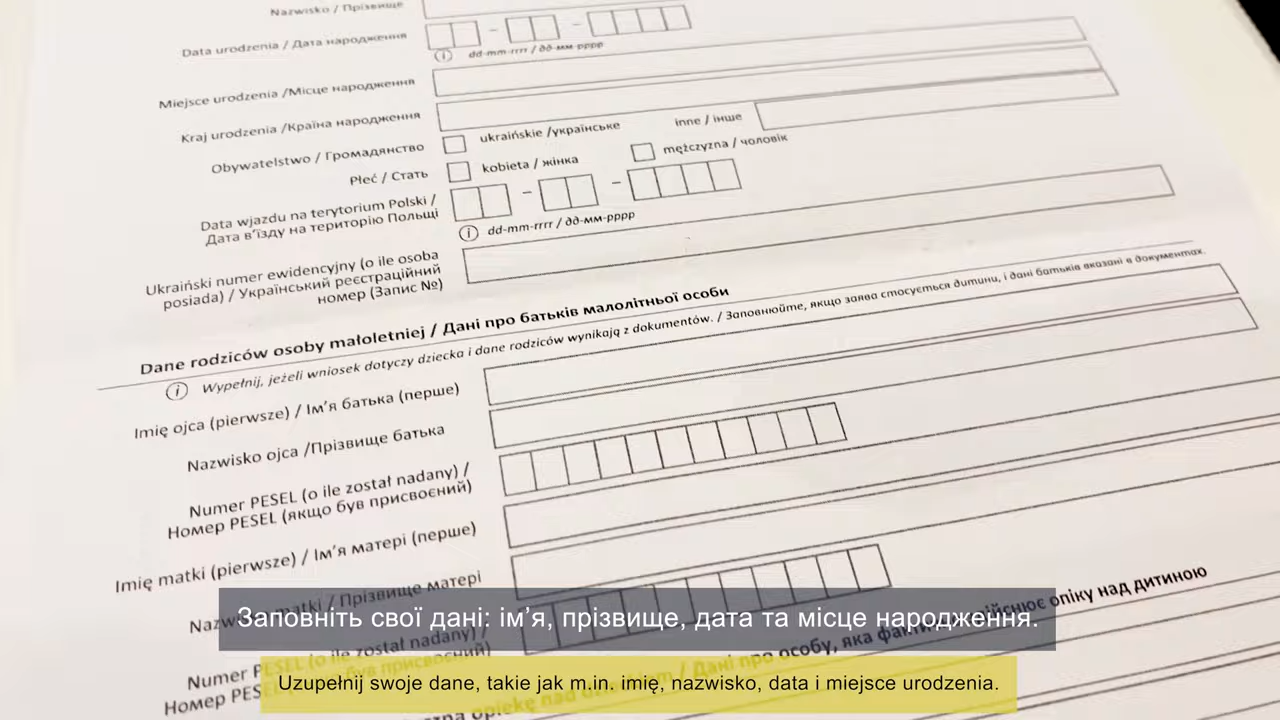 Nazwisko / Прізвище
Data urodzenia / Дата народження
dd-mm-rrrr / дд-мм-рррр
Miejsce urodzenia /Місце народження
Kraj urodzenia /Країна народження
Obywatelstwo / Громадянство
ukraińskie /українське
inne / інше
Płeć / Стать
kobieta / жінка
mężczyzna / чоловік
Data wjazdu na terytorium Polski /
Дата в’їзду на територію Польщі
dd-mm-rrrr / дд-мм-рррр
Ukraiński numer ewidencyjny (o ile osoba
posiada) / Український реєстраційний
номер (Запис №)
Dane rodziców osoby małoletniej / Дані про батьків малолітньої особи
Wypełnij, jeżeli wniosek dotyczy dziecka i dane rodziców wynikają z dokumentów. / Заповнюйте, якщо заява стосується дитини, і дані батьків вказані в документах.
Imię ojca (pierwsze) / Ім’я батька (перше)
Nazwisko ojca /Прізвище батька
Numer PESEL (o ile został nadany) /
Номер PESEL (якщо був присвоєний)
Imię matki (pierwsze) / Ім’я матері (перше)
matki / Прізвище матері
Numer PESEL (o ile został nadany) /
Номер PESEL (якщо був присвоєний)
Дані про особу, яка опіку над дитиною
Заповніть свої дані: ім’я, прізвище, дата та місце народження.
Uzupełnij swoje dane, takie jak m.in. imię, nazwisko, data i miejsce urodzenia.